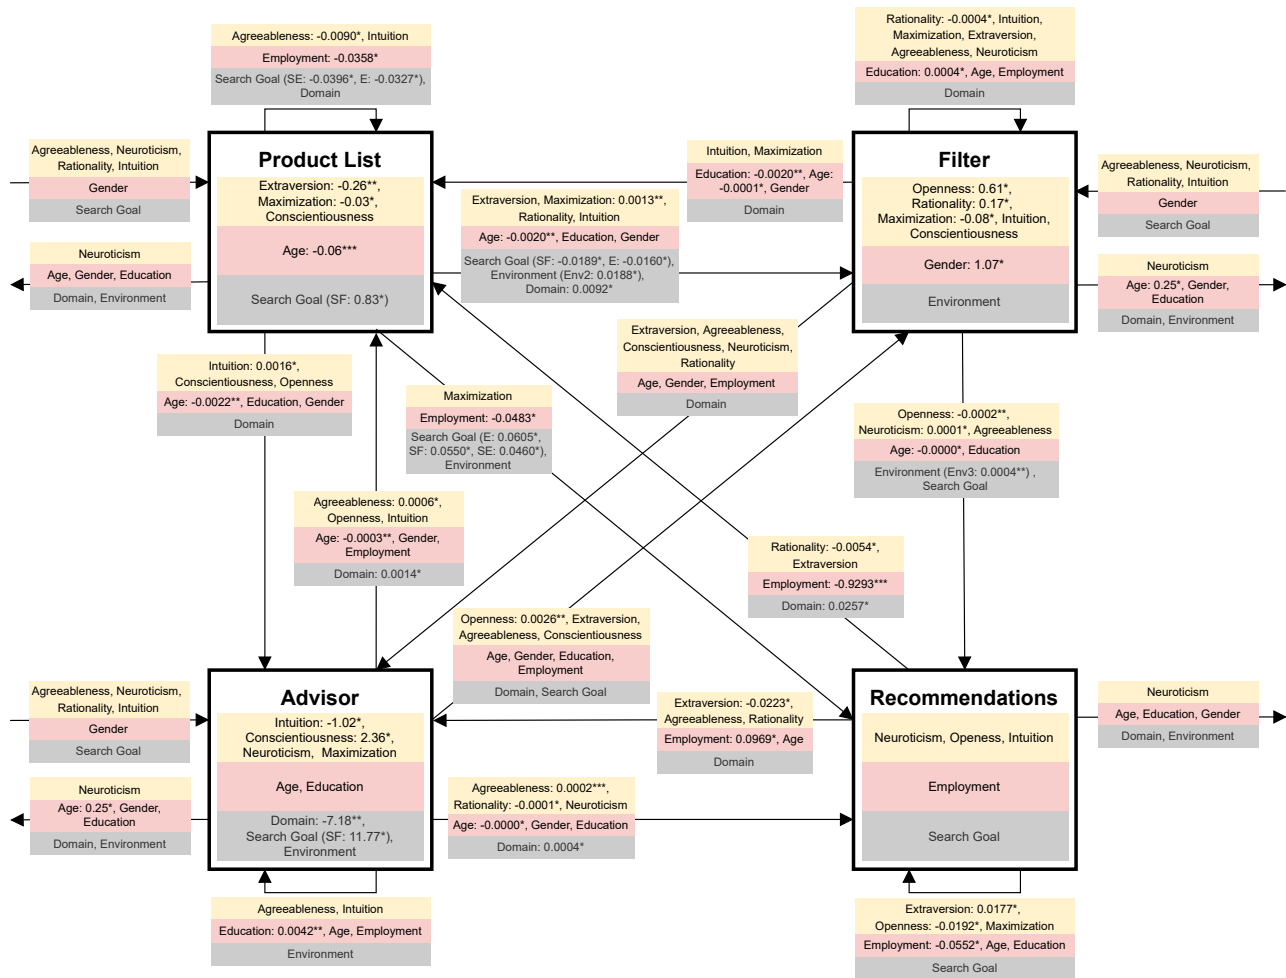 Agreeableness: -0.0090*, Intuition
Employment: -0.0358*
Search Goal (SE: -0.0396*, E: -0.0327*),
Domain
Rationality: -0.0004*, Intuition,
Maximization, Extraversion,
Agreeableness, Neuroticism
Education: 0.0004*, Age, Employment
Domain
Agreeableness, Neuroticism,
Rationality, Intuition
Gender
Search Goal
Product List
Extraversion: -0.26**,
Maximization: -0.03*,
Conscientiousness
Age: -0.06***
Search Goal (SF: 0.83*)
Intuition, Maximization
Education: -0.0020**, Age:
-0.0001*, Gender
Domain
Filter
Openness: 0.61*,
Rationality: 0.17*,
Maximization: -0.08*, Intuition,
Conscientiousness
Gender: 1.07*
Environment
Agreeableness, Neuroticism,
Rationality, Intuition
Gender
Search Goal
Extraversion, Maximization: 0.0013**,
Rationality, Intuition
Age: -0.0020**, Education, Gender
Search Goal (SF: -0.0189*, E: -0.0160*),
Environment (Env2: 0.0188*),
Domain: 0.0092*
Neuroticism
Age, Gender, Education
Domain, Environment
Neuroticism
Age: 0.25*, Gender,
Education
Domain, Environment
Extraversion, Agreeableness,
Conscientiousness, Neuroticism,
Rationality
Age, Gender, Employment
Domain
Intuition: 0.0016*,
Conscientiousness, Openness
Age: -0.0022**, Education, Gender
Domain
Maximization
Employment: -0.0483*
Search Goal (E: 0.0605*,
SF: 0.0550*, SE: 0.0460*),
Environment
Openness: -0.0002**,
Neuroticism: 0.0001*, Agreeableness
Age: -0.0000*, Education
Environment (Env3: 0.0004**) ,
Search Goal
Agreeableness: 0.0006*,
Openness, Intuition
Age: -0.0003**, Gender,
Employment
Domain: 0.0014*
Rationality: -0.0054*,
Extraversion
Employment: -0.9293***
Domain: 0.0257*
Openness: 0.0026**, Extraversion,
Agreeableness, Conscientiousness
Age, Gender, Education,
Employment
Domain, Search Goal
Agreeableness, Neuroticism,
Rationality, Intuition
Gender
Search Goal
Advisor
Intuition: -1.02*,
Conscientiousness: 2.36*,
Neuroticism, Maximization
Age, Education
Domain: -7.18**,
Search Goal (SF: 11.77*),
Environment
Extraversion: -0.0223*,
Agreeableness, Rationality
Employment: 0.0969*, Age
Domain
Recommendations
Neuroticism, Openess, Intuition
Employment
Search Goal
Neuroticism
Age, Education, Gender
Domain, Environment
Neuroticism
Age: 0.25*, Gender,
Education
Domain, Environment
Agreeableness: 0.0002***,
Rationality: -0.0001*, Neuroticism
Age: -0.0000*, Gender, Education
Domain: 0.0004*
Agreeableness, Intuition
Education: 0.0042**, Age, Employment
Environment
Extraversion: 0.0177*,
Openness: -0.0192*, Maximization
Employment: -0.0552*, Age, Education
Search Goal